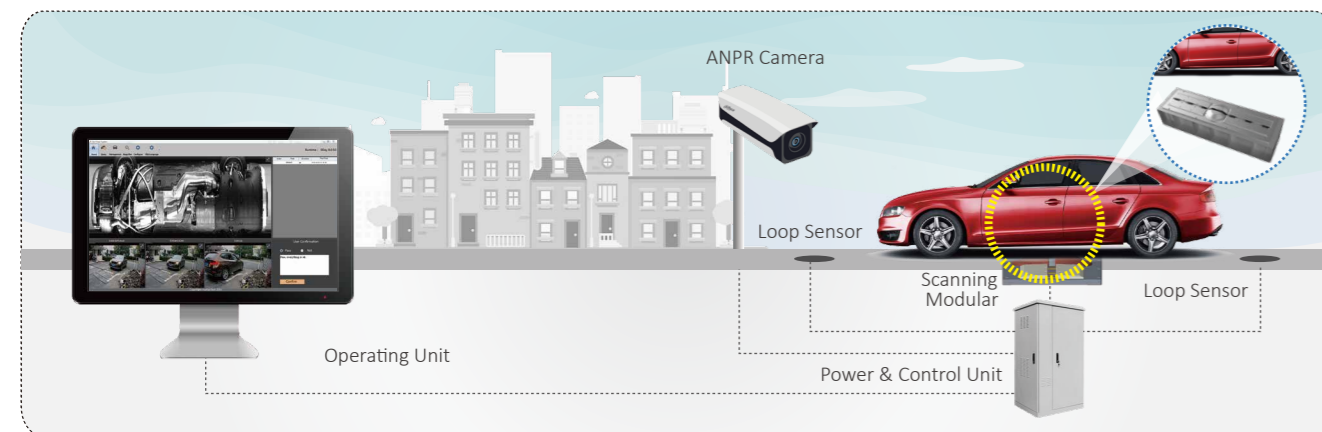 ANPR Camera
Loop Sensor
Scanning
Modular
Loop Sensor
Operating Unit
Power & Control Unit